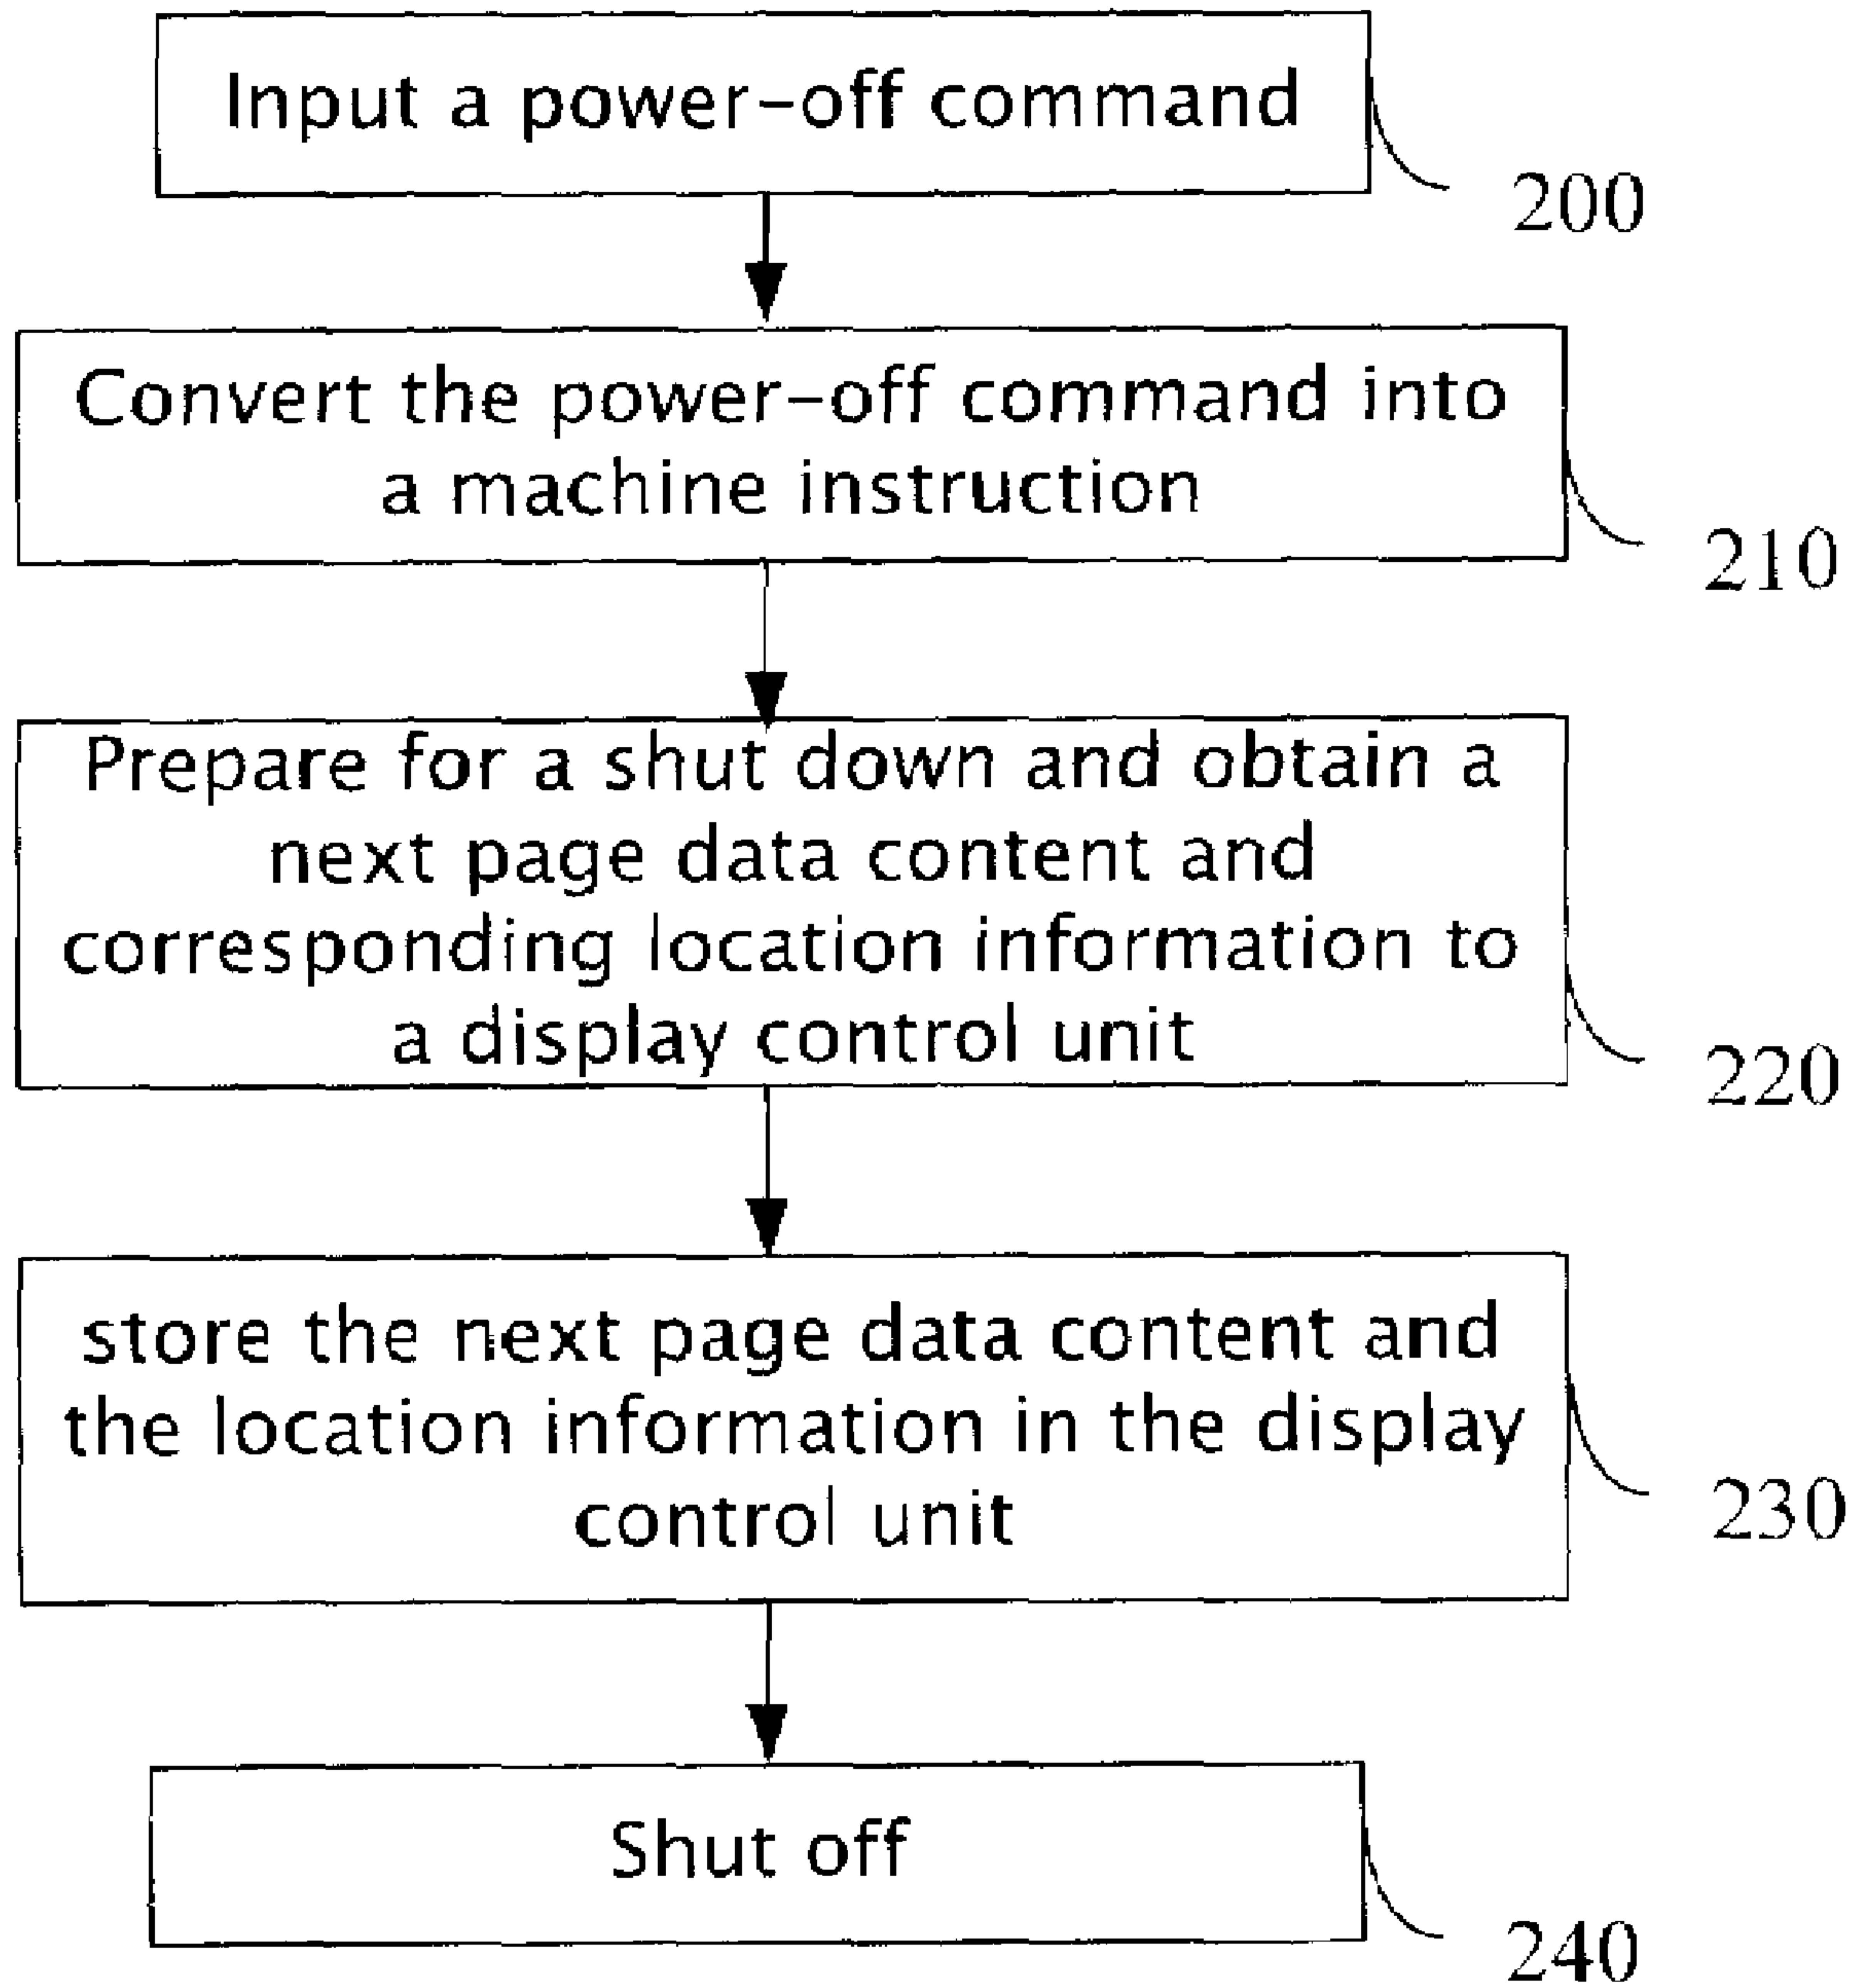 Input a power-off command
200
Convert the power-off command into
a machine instruction
210
Prepare for a shut down and obtain a
next page data content and
corresponding location information to
a display control unit
220
store the next page data content and
the location information in the display
control unit
230
Shut off
240